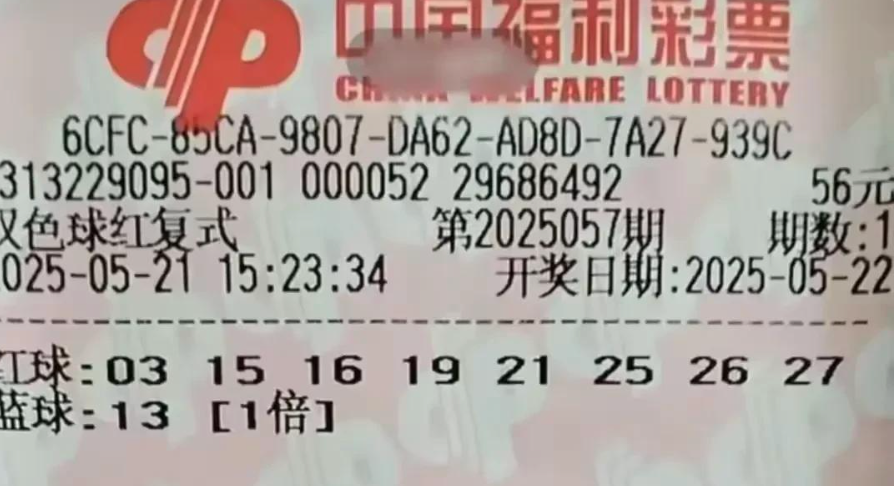 中国福利彩票
CHINA WELFARE LOTTERY
6CFC-85CA-9807-DA62-AD8D-7A27-939C
313229095-001 000052 29686492 56元
双色球红复式 第2025057期 期数:1
025-05-21 15:23:34 开奖日期:2025-05-22
红球:03 15 16 19 21 25 26 27
蓝球:13 [1倍]